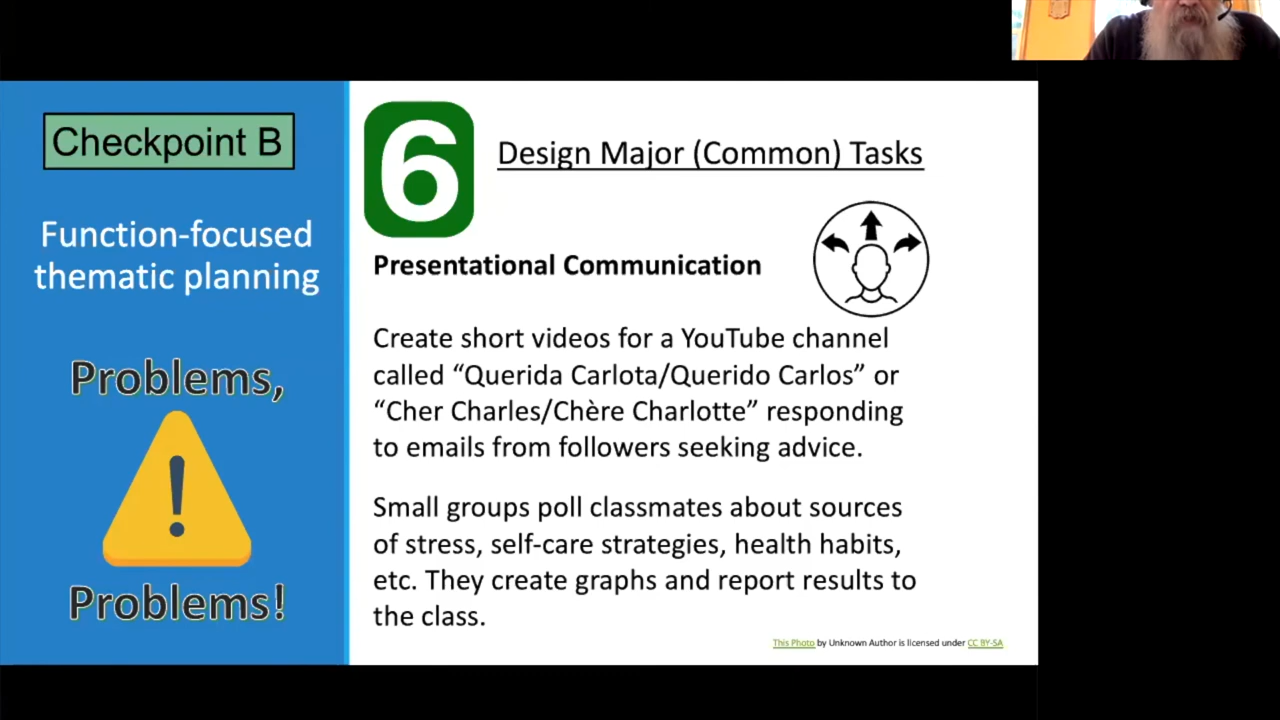 Checkpoint B
Function-focused
thematic planning
Problems,
Problems!
6
Design Major (Common) Tasks
Presentational Communication
Create short videos for a YouTube channel
called “Querida Carlota/Querido Carlos” or
“Cher Charles/Chère Charlotte” responding
to emails from followers seeking advice.
Small groups poll classmates about sources
of stress, self-care strategies, health habits,
etc. They create graphs and report results to
the class.
This Photo by Unknown Author is licensed under CC BY-SA